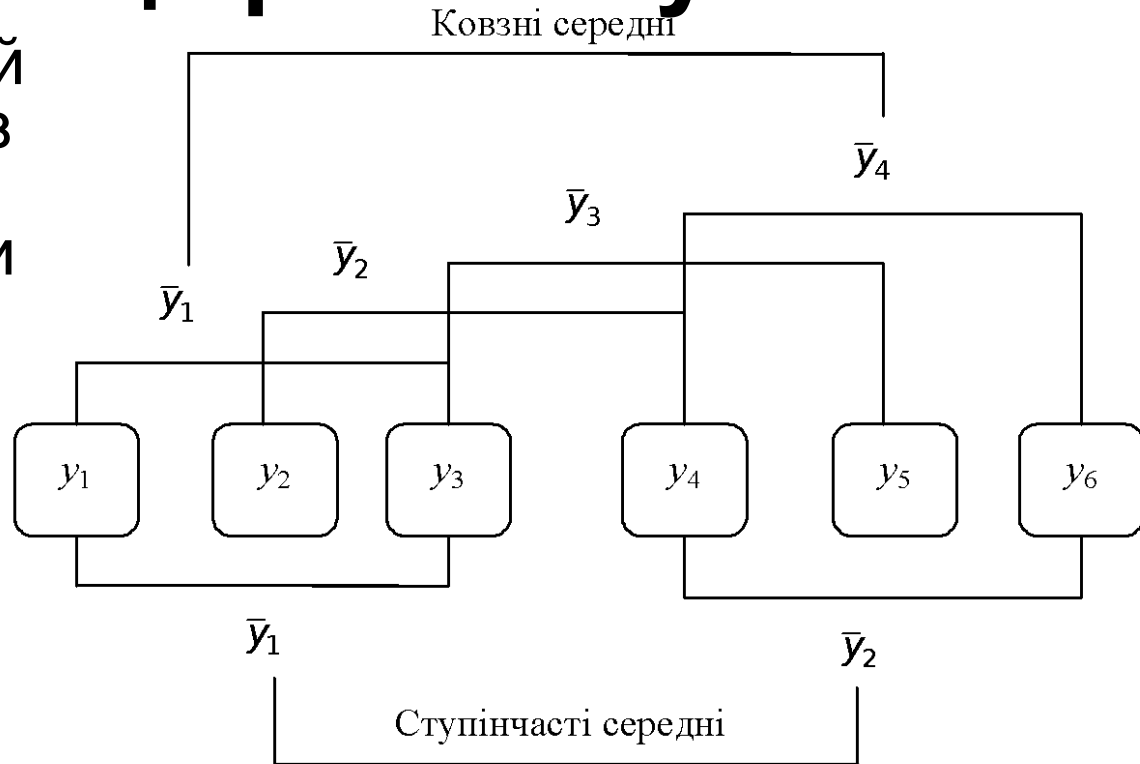 Ковзні середні
й
в
и
ȳ4
ȳ3
ȳ2
ȳ1
y1 y2 y3 y4 y5 y6
ȳ1 ȳ2
Ступінчасті середні